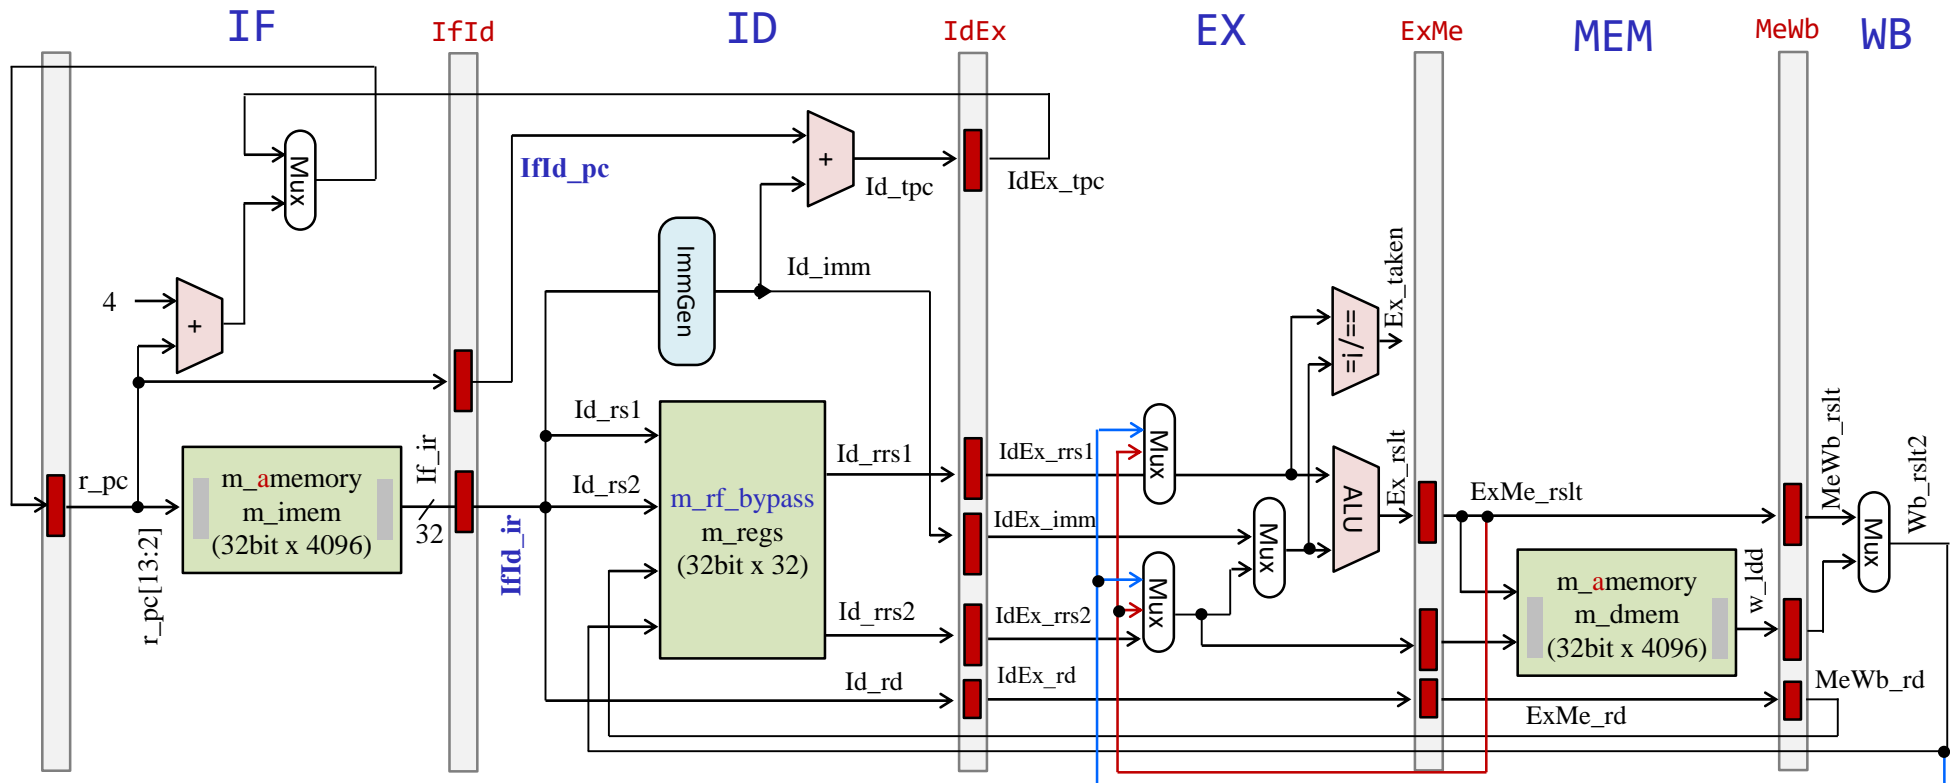 IF
IfId
ID
IdEx
EX
ExMe
MEM
MeWb
WB
Mux
4
+
r_pc
r_pc[13:2]
m_amemory
m_imem
(32bit x 4096)
If_ir
32
IfId_pc
IfId_ir
+
Id_tpc
IdEx_tpc
ImmGen
Id_imm
Id_rs1
Id_rs2
m_rf_bypass
m_regs
(32bit x 32)
Id_rrs1
Id_rrs2
Id_rd
IdEx_rrs1
IdEx_imm
IdEx_rrs2
IdEx_rd
Mux
Mux
Mux
==/!=
Ex_taken
ALU
Ex_rslt
ExMe_rslt
m_amemory
m_dmem
(32bit x 4096)
w_ldd
ExMe_rd
MeWb_rslt
Mux
Wb_rslt2
MeWb_rd